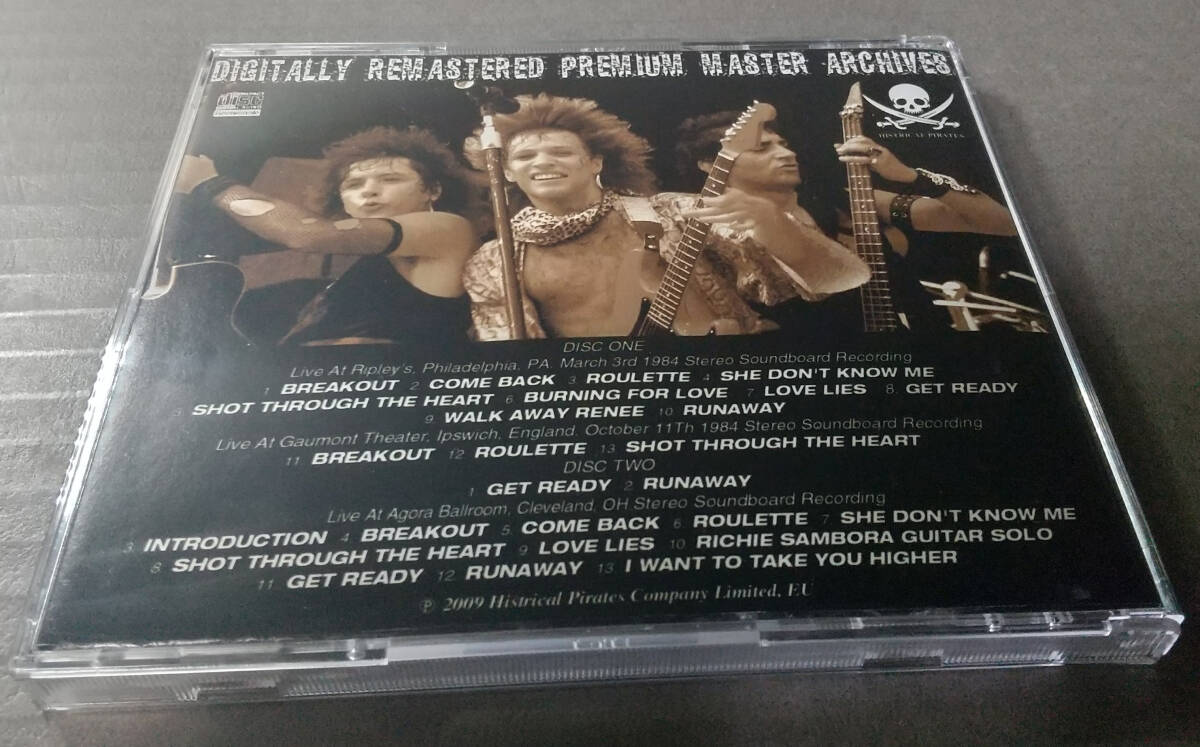 DIGITALLY REMASTERED PREMIUM MASTER ARCHIVES
disc
HISTRICAL PIRATES
DISC ONE
Live At Ripley's, Philadelphia, PA. March 3rd 1984 Stereo Soundboard Recording
1 BREAKOUT 2 COME BACK 3 ROULETTE 4 SHE DON'T KNOW ME
5 SHOT THROUGH THE HEART 6 BURNING FOR LOVE 7 LOVE LIES 8 GET READY
9 WALK AWAY RENEE 10 RUNAWAY
Live At Gaumont Theater, Ipswich, England, October 11Th 1984 Stereo Soundboard Recording
11 BREAKOUT 12 ROULETTE 13 SHOT THROUGH THE HEART
DISC TWO
1 GET READY 2 RUNAWAY
Live At Agora Ballroom, Cleveland, OH Stereo Soundboard Recording
3 INTRODUCTION 4 BREAKOUT 5 COME BACK 6 ROULETTE 7 SHE DON'T KNOW ME
8 SHOT THROUGH THE HEART 9 LOVE LIES 10 RICHIE SAMBORA GUITAR SOLO
11 GET READY 12 RUNAWAY 13 I WANT TO TAKE YOU HIGHER
℗ 2009 Histrical Pirates Company Limited, EU